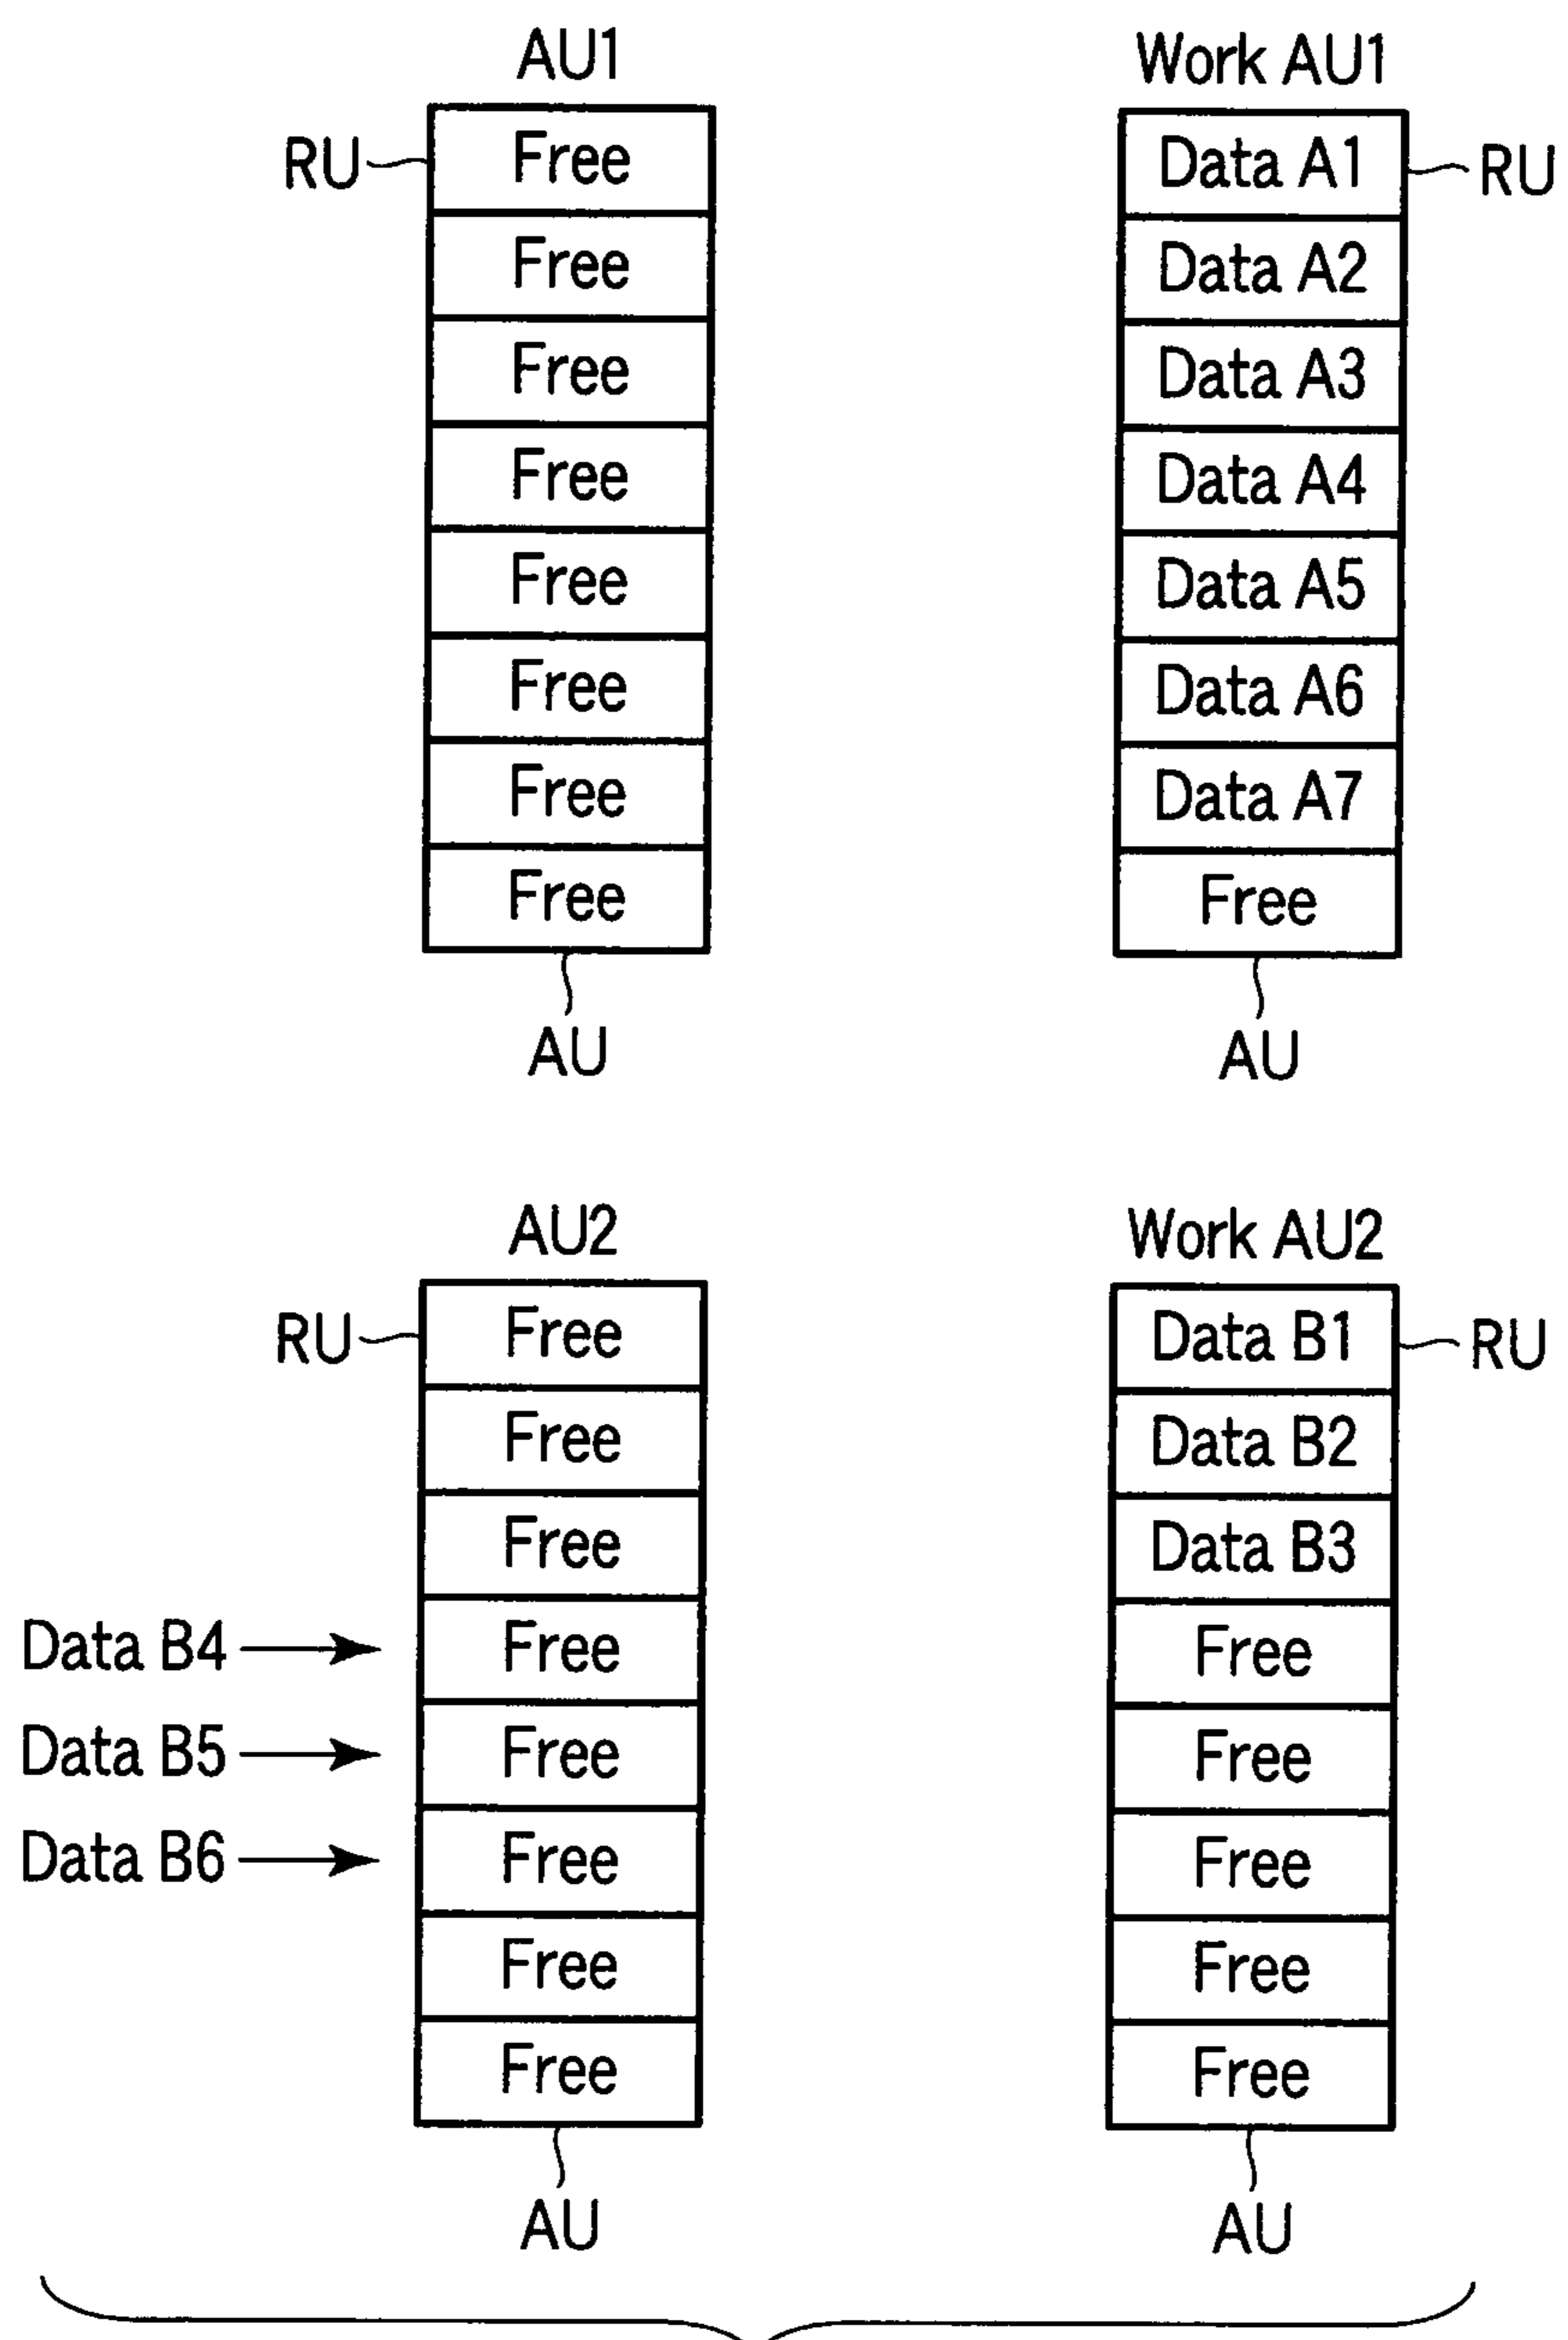 AU1
RU
Free
Free
Free
Free
Free
Free
Free
Free
AU
Work AU1
Data A1
RU
Data A2
Data A3
Data A4
Data A5
Data A6
Data A7
Free
AU
AU2
RU
Free
Free
Free
Data B4
Free
Data B5
Free
Data B6
Free
Free
Free
AU
Work AU2
Data B1
RU
Data B2
Data B3
Free
Free
Free
Free
Free
AU